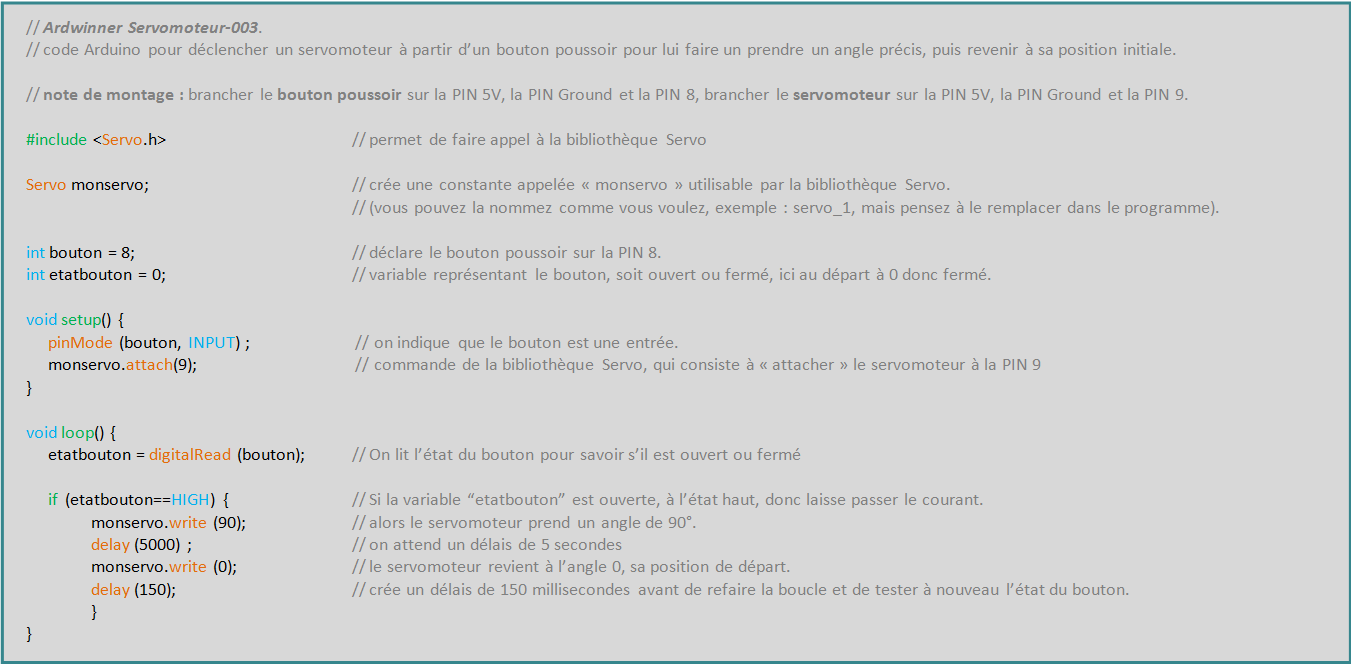 // Ardwinner Servomoteur-003.
// code Arduino pour déclencher un servomoteur à partir d’un bouton poussoir pour lui faire un prendre un angle précis, puis revenir à sa position initiale.
// note de montage : brancher le bouton poussoir sur la PIN 5V, la PIN Ground et la PIN 8, brancher le servomoteur sur la PIN 5V, la PIN Ground et la PIN 9.
#include <Servo.h> // permet de faire appel à la bibliothèque Servo
Servo monservo; // crée une constante appelée « monservo » utilisable par la bibliothèque Servo.
// (vous pouvez la nommez comme vous voulez, exemple : servo_1, mais pensez à le remplacer dans le programme).
int bouton = 8; // déclare le bouton poussoir sur la PIN 8.
int etatbouton = 0; // variable représentant le bouton, soit ouvert ou fermé, ici au départ à 0 donc fermé.
void setup() {
pinMode (bouton, INPUT) ; // on indique que le bouton est une entrée.
monservo.attach(9); // commande de la bibliothèque Servo, qui consiste à « attacher » le servomoteur à la PIN 9
}
void loop() {
etatbouton = digitalRead (bouton); // On lit l’état du bouton pour savoir s’il est ouvert ou fermé
if (etatbouton==HIGH) { // Si la variable “etatbouton” est ouverte, à l’état haut, donc laisse passer le courant.
monservo.write (90); // alors le servomoteur prend un angle de 90°.
delay (5000) ; // on attend un délais de 5 secondes
monservo.write (0); // le servomoteur revient à l’angle 0, sa position de départ.
delay (150); // crée un délais de 150 millisecondes avant de refaire la boucle et de tester à nouveau l’état du bouton.
}
}